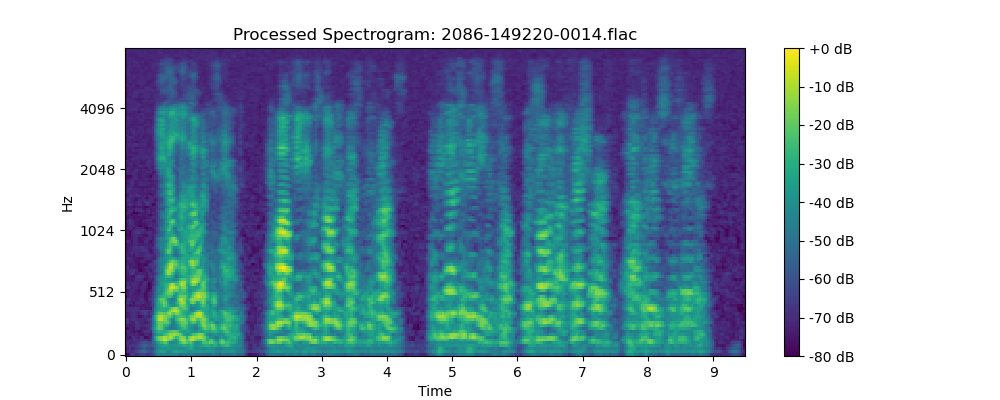 Processed Spectrogram: 2086-149220-0014.flac
Hz
4096
2048
1024
512
0
0 1 2 3 4 5 6 7 8 9
Time
+0 dB
-10 dB
-20 dB
-30 dB
-40 dB
-50 dB
-60 dB
-70 dB
-80 dB